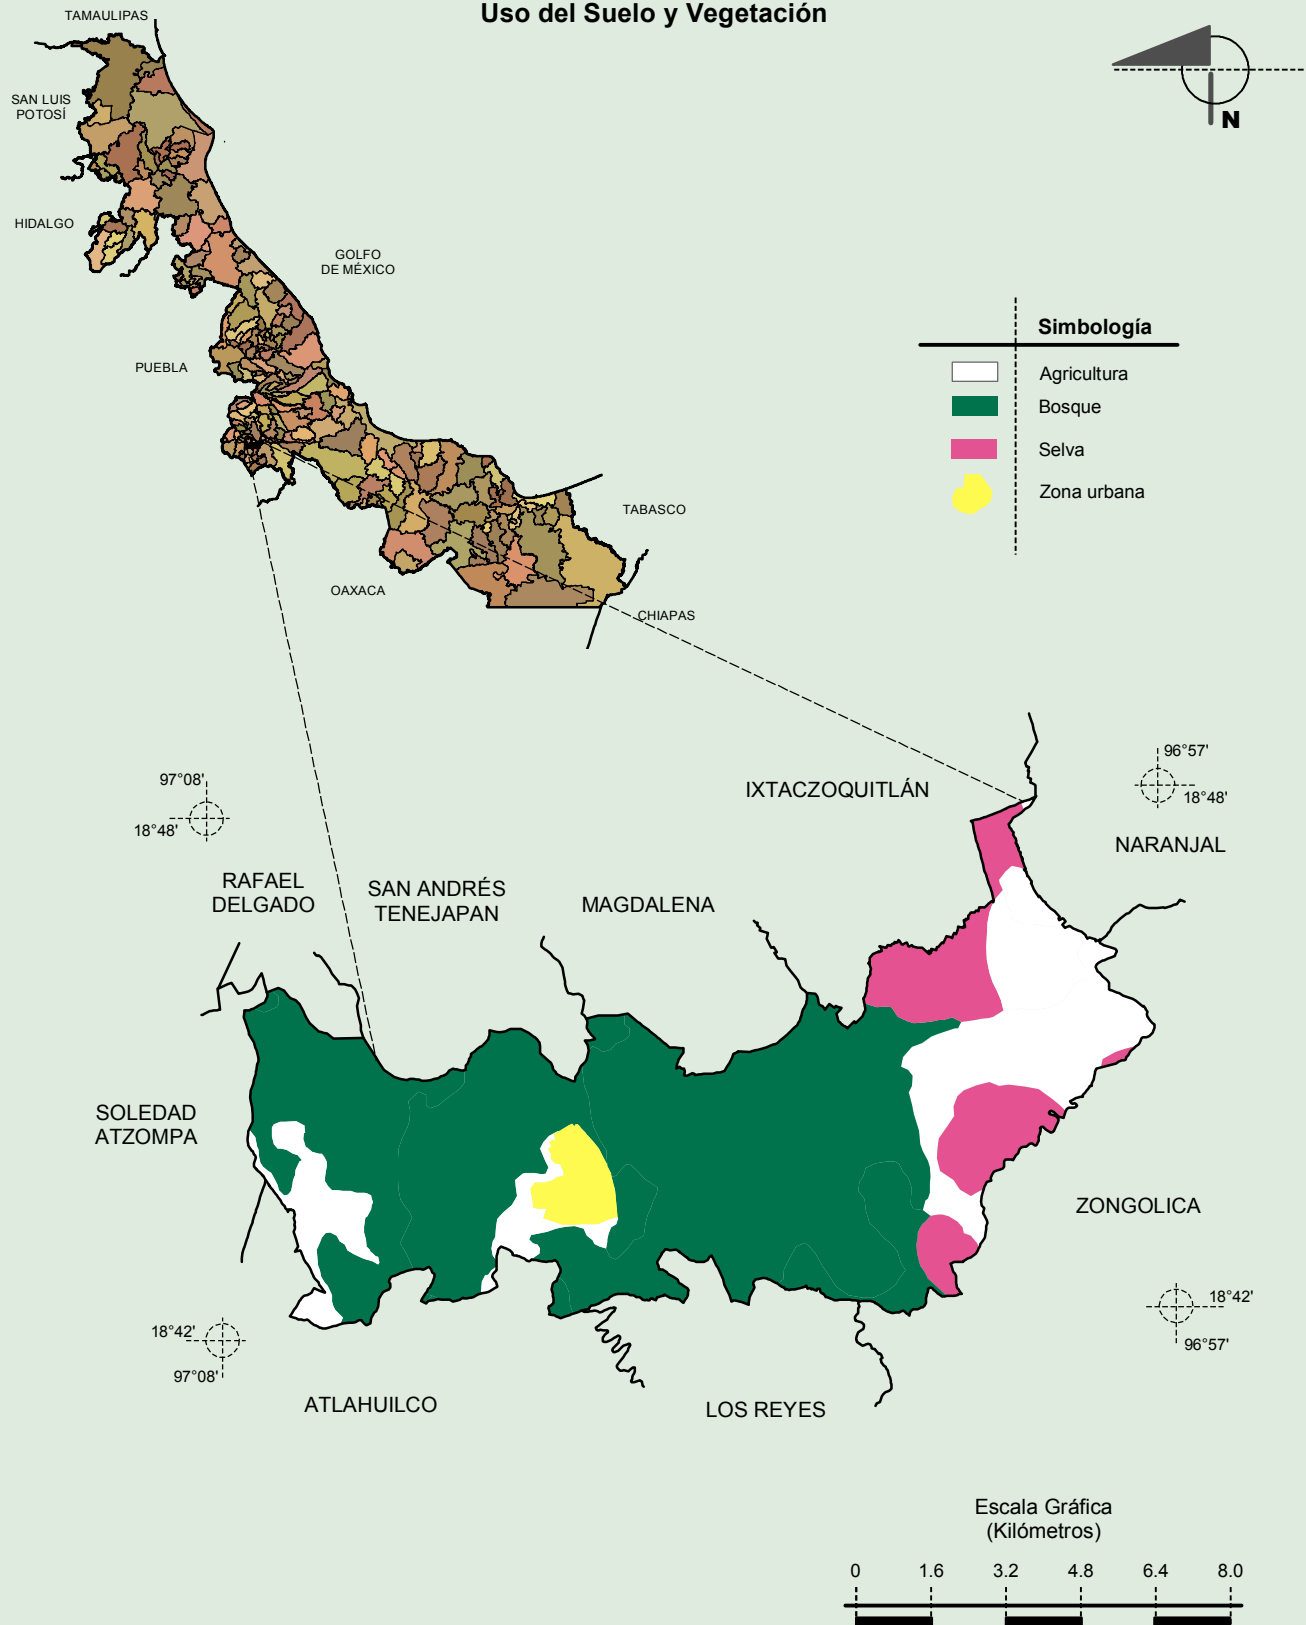 Uso del Suelo y Vegetación
TAMAULIPAS
SAN LUIS
POTOSÍ
HIDALGO
GOLFO
DE MÉXICO
PUEBLA
TABASCO
OAXACA
CHIAPAS
N
Simbología
Agricultura
Bosque
Selva
Zona urbana
97°08'
18°48'
96°57'
18°48'
IXTACZOQUITLÁN
NARANJAL
RAFAEL
DELGADO
SAN ANDRÉS
TENEJAPAN
MAGDALENA
SOLEDAD
ATZOMPA
ZONGOLICA
18°42'
97°08'
18°42'
96°57'
ATLAHUILCO
LOS REYES
Escala Gráfica
(Kilómetros)
0 1.6 3.2 4.8 6.4 8.0